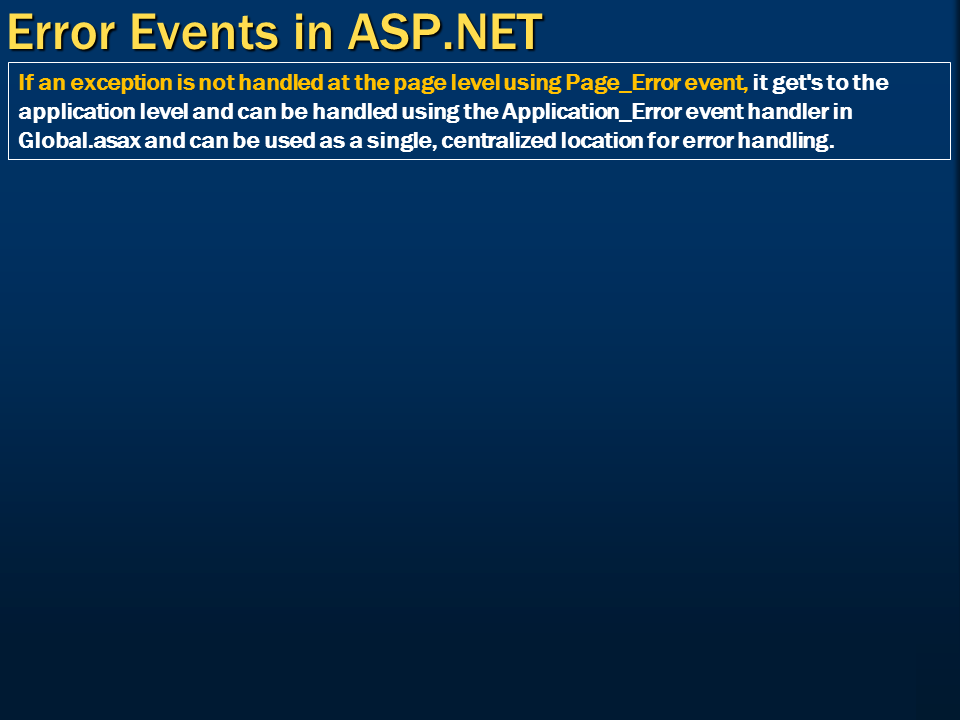 Error Events in ASP.NET
If an exception is not handled at the page level using Page_Error event, it get's to the
application level and can be handled using the Application_Error event handler in
Global.asax and can be used as a single, centralized location for error handling.